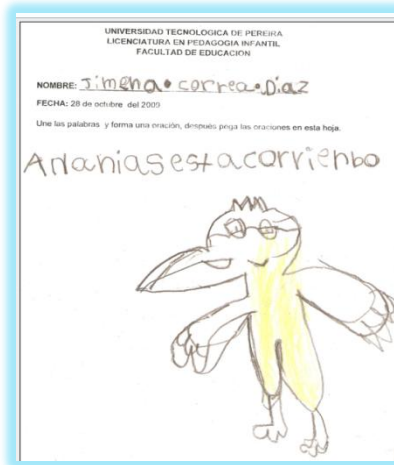 UNIVERSIDAD TECNOLOGICA DE PEREIRA
LICENCIATURA EN PEDAGOGIA INFANTIL
FACULTAD DE EDUCACION
NOMBRE: Jimena•correa•Diaz
FECHA: 28 de octubre del 2009
Une las palabras y forma una oración, después pega las oraciones en esta hoja.
Ananiasestacorrienbo